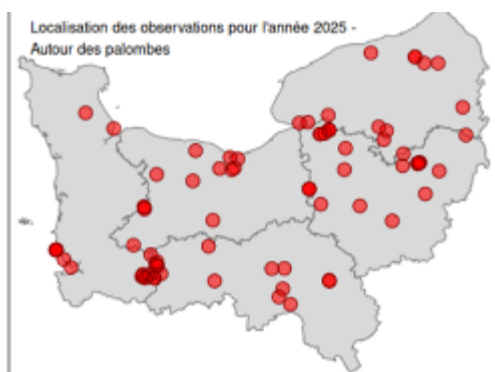 Localisation des observations pour l'année 2025 -
Autour des palombes